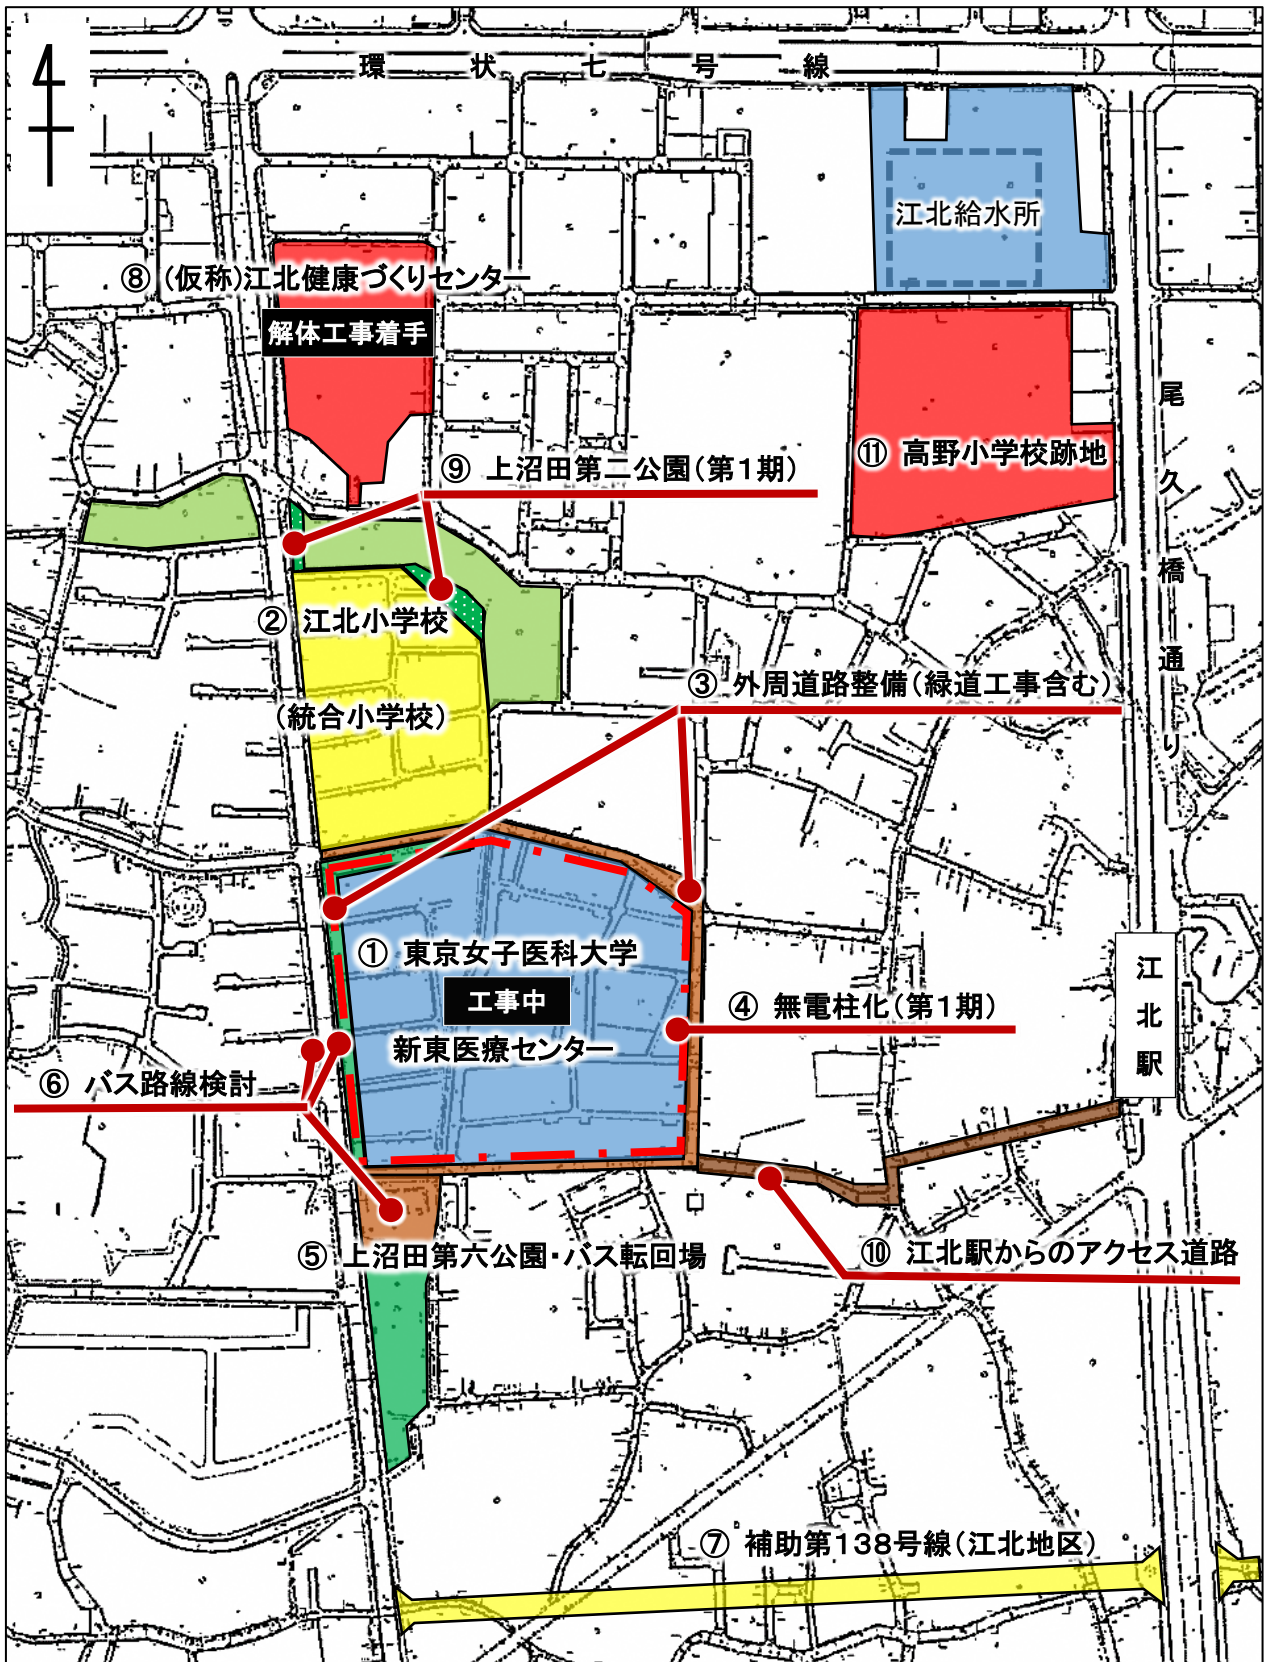 環状七号線
江北給水所
⑧ (仮称)江北健康づくりセンター
解体工事着手
尾久橋通り
⑪ 高野小学校跡地
⑨ 上沼田第二公園(第1期)
② 江北小学校
(統合小学校)
③ 外周道路整備(緑道工事含む)
① 東京女子医科大学
工事中
新東医療センター
④ 無電柱化(第1期)
江北駅
⑥ バス路線検討
⑤ 上沼田第六公園・バス転回場
⑩ 江北駅からのアクセス道路
⑦ 補助第138号線(江北地区)